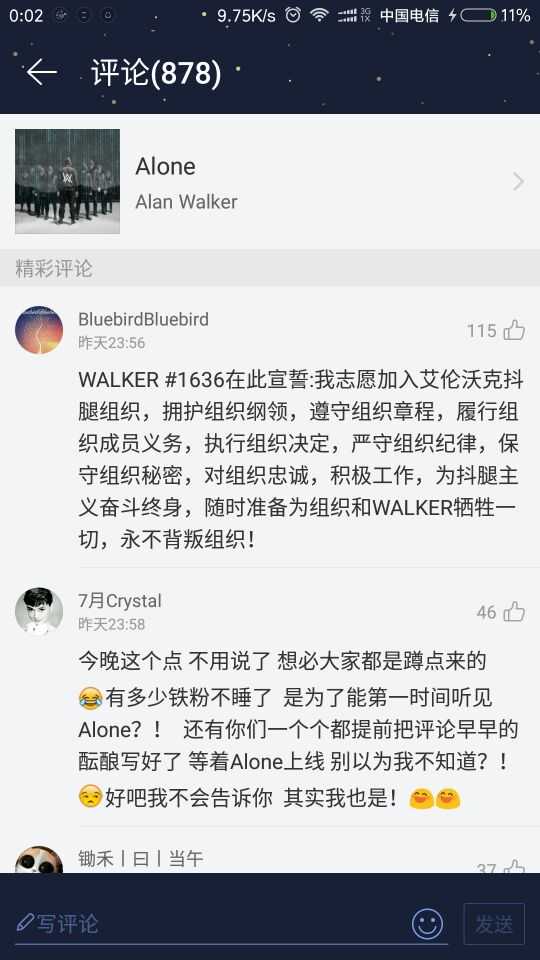 0:02
9.75K/s
3G
1X
中国电信
11%
评论(878)
Alone
Alan Walker
精彩评论
BluebirdBluebird
115
昨天23:56
WALKER #1636在此宣誓:我志愿加入艾伦沃克抖
腿组织，拥护组织纲领，遵守组织章程，履行组
织成员义务，执行组织决定，严守组织纪律，保
守组织秘密，对组织忠诚，积极工作，为抖腿主
义奋斗终身，随时准备为组织和WALKER牺牲一
切，永不背叛组织！
7月Crystal
46
昨天23:58
今晚这个点 不用说了 想必大家都是蹲点来的
😂有多少铁粉不睡了 是为了能第一时间听见
Alone？！ 还有你们一个个都提前把评论早早的
酝酿写好了 等着Alone上线 别以为我不知道？！
😒好吧我不会告诉你 其实我也是！🤗🤗
锄禾丨曰丨当午
37
写评论
发送